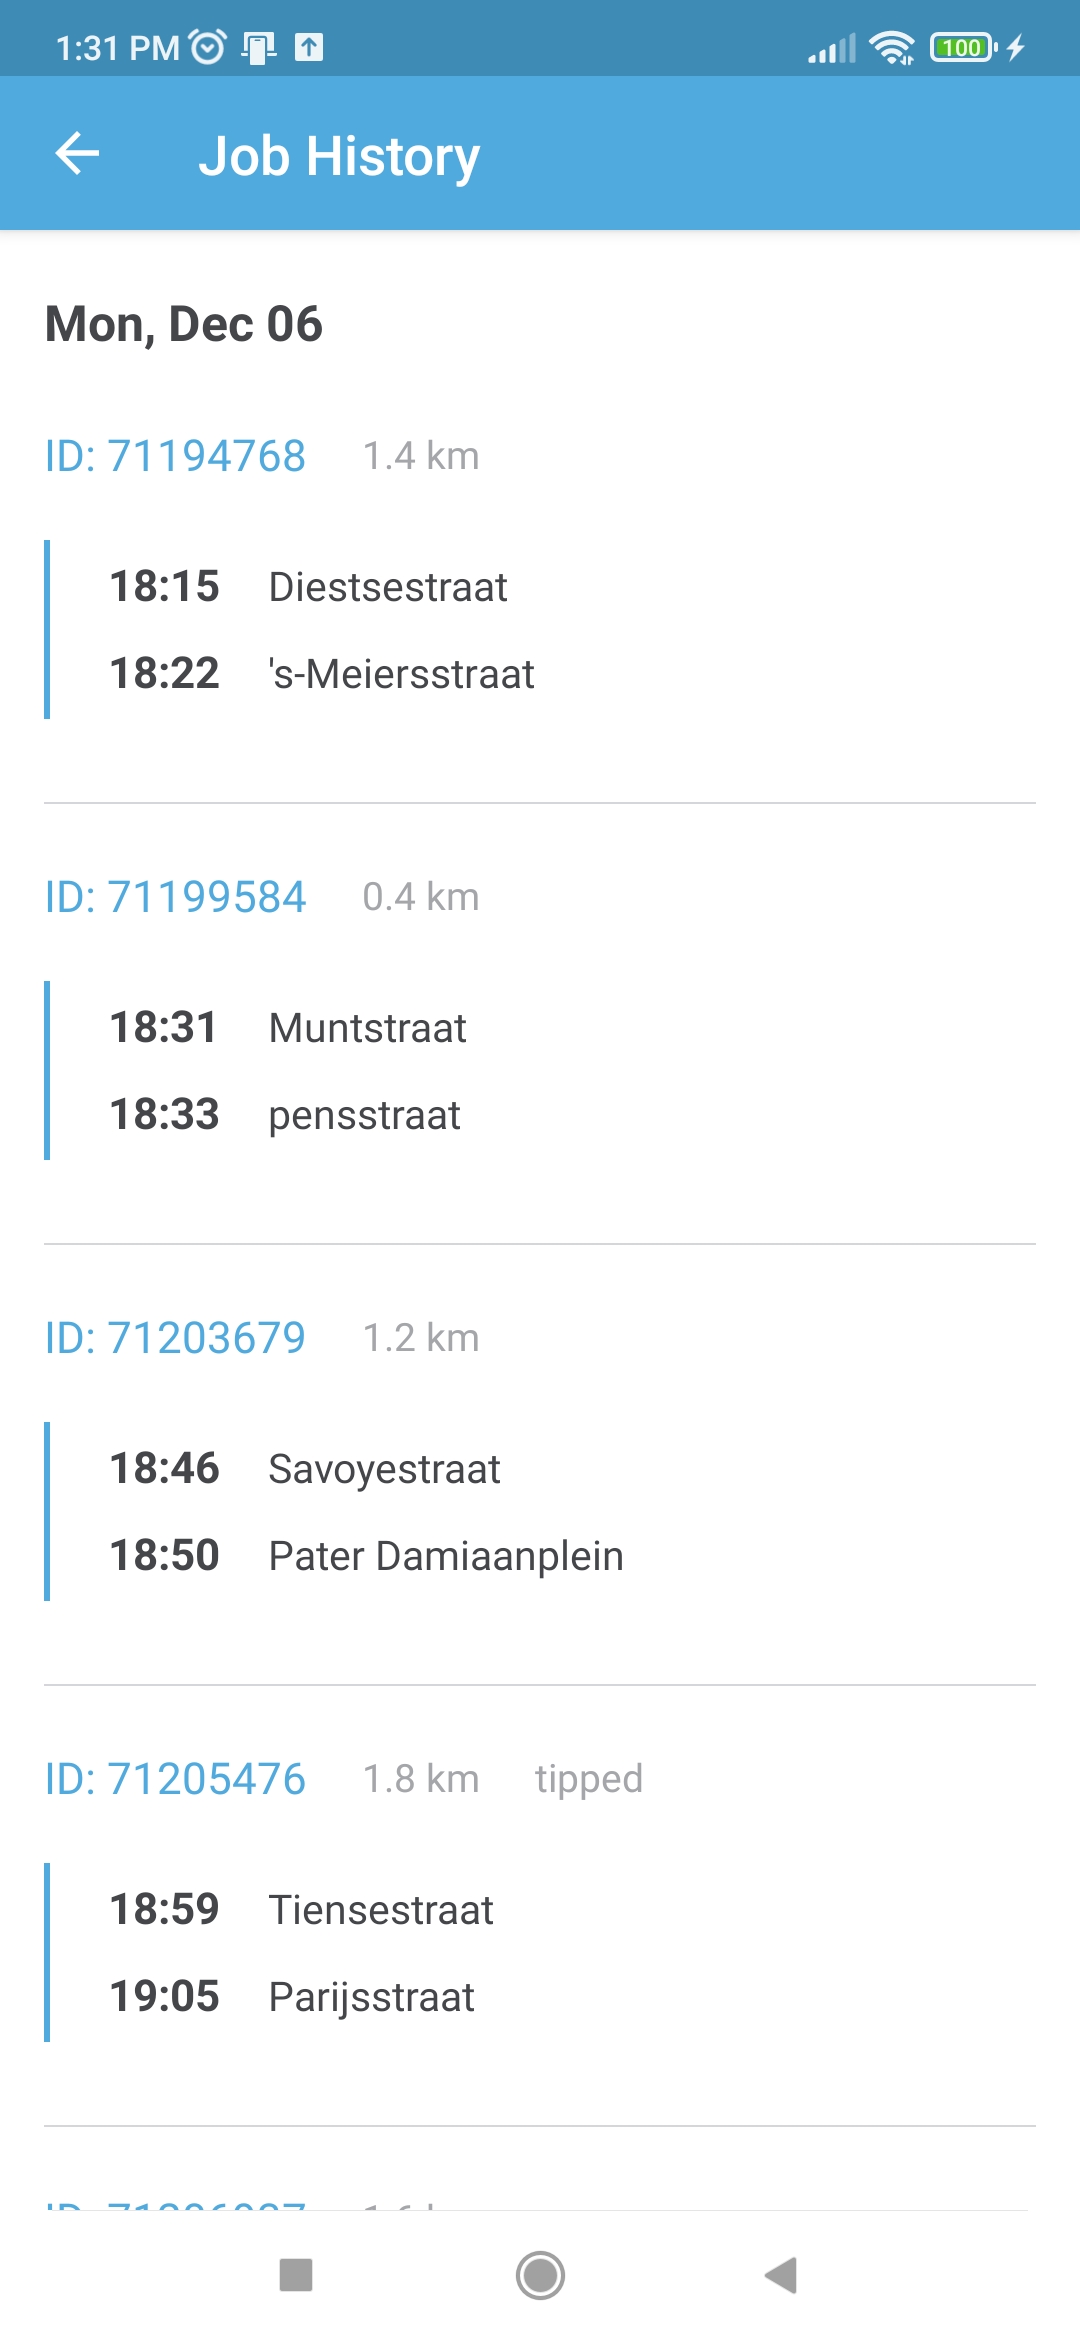 1:31 PM
100
Job History
Mon, Dec 06
ID: 71194768 1.4 km
18:15 Diestsestraat
18:22 's-Meiersstraat
ID: 71199584 0.4 km
18:31 Muntstraat
18:33 pensstraat
ID: 71203679 1.2 km
18:46 Savoyestraat
18:50 Pater Damiaanplein
ID: 71205476 1.8 km tipped
18:59 Tiensestraat
19:05 Parijsstraat
ID: